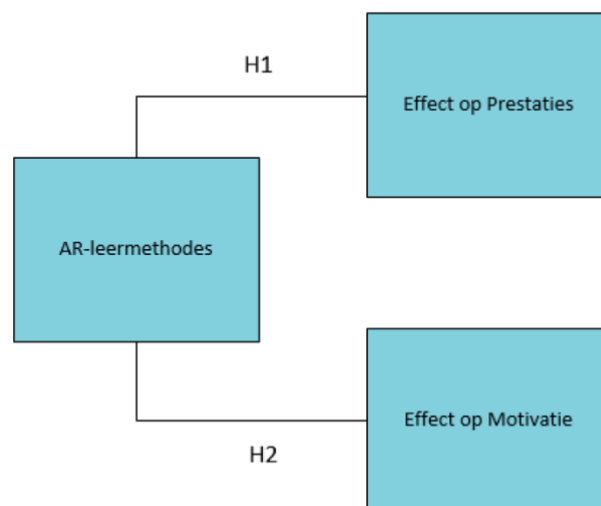 H1
Effect op Prestaties
AR-leermethodes
Effect op Motivatie
H2